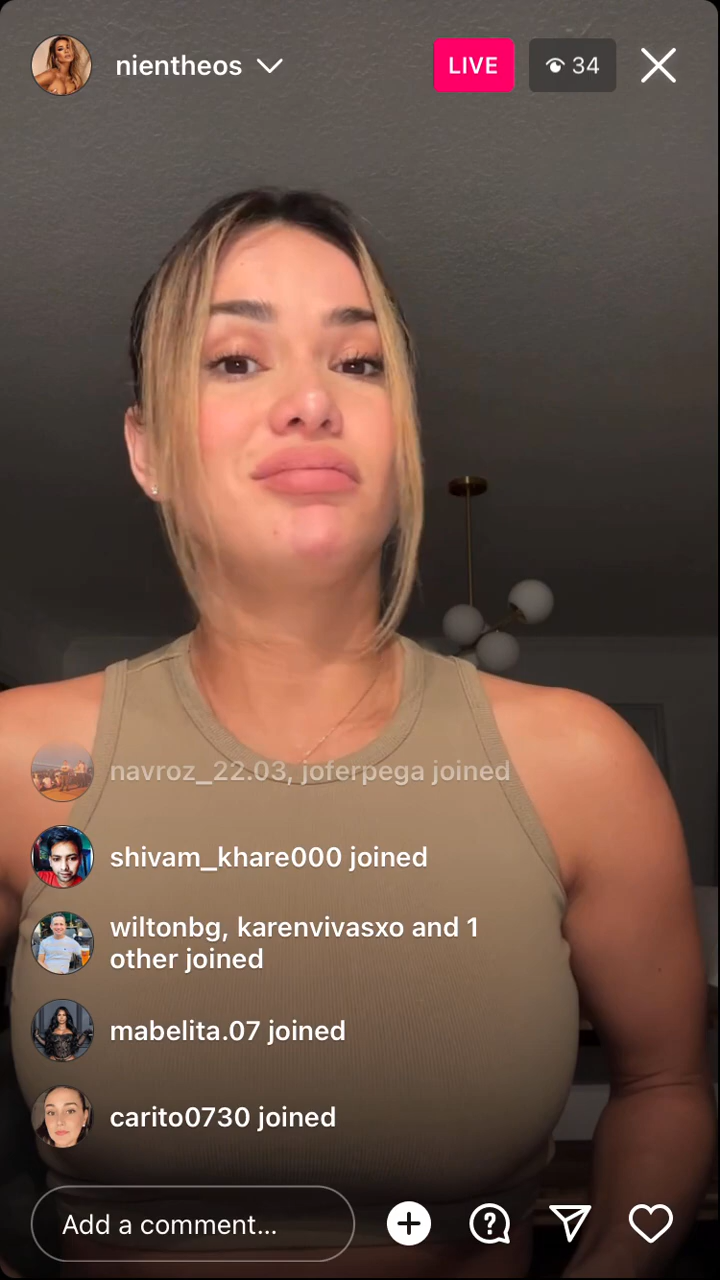 nientheos
LIVE
34
navroz_22.03, joferpega joined
shivam_khare000 joined
wiltonbg, karenvivasxo and 1
other joined
mabelita.07 joined
carito0730 joined
Add a comment...